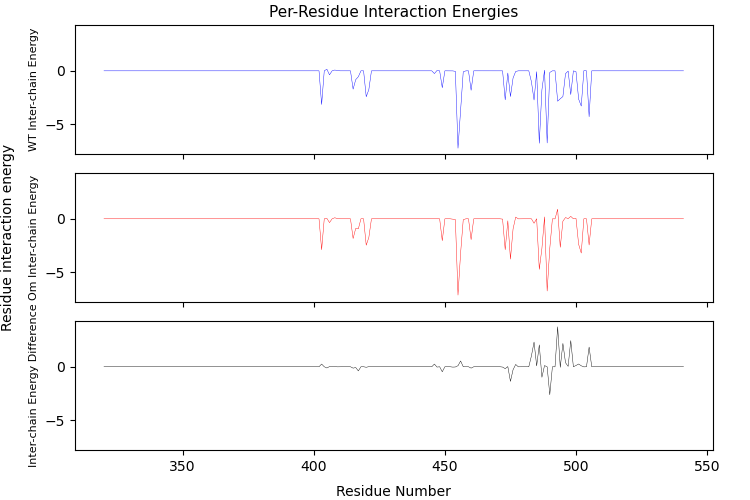 Per-Residue Interaction Energies
Residue interaction energy
WT Inter-chain Energy
0
−5
Om Inter-chain Energy
0
−5
Inter-chain Energy Difference
0
−5
350
400
450
500
550
Residue Number